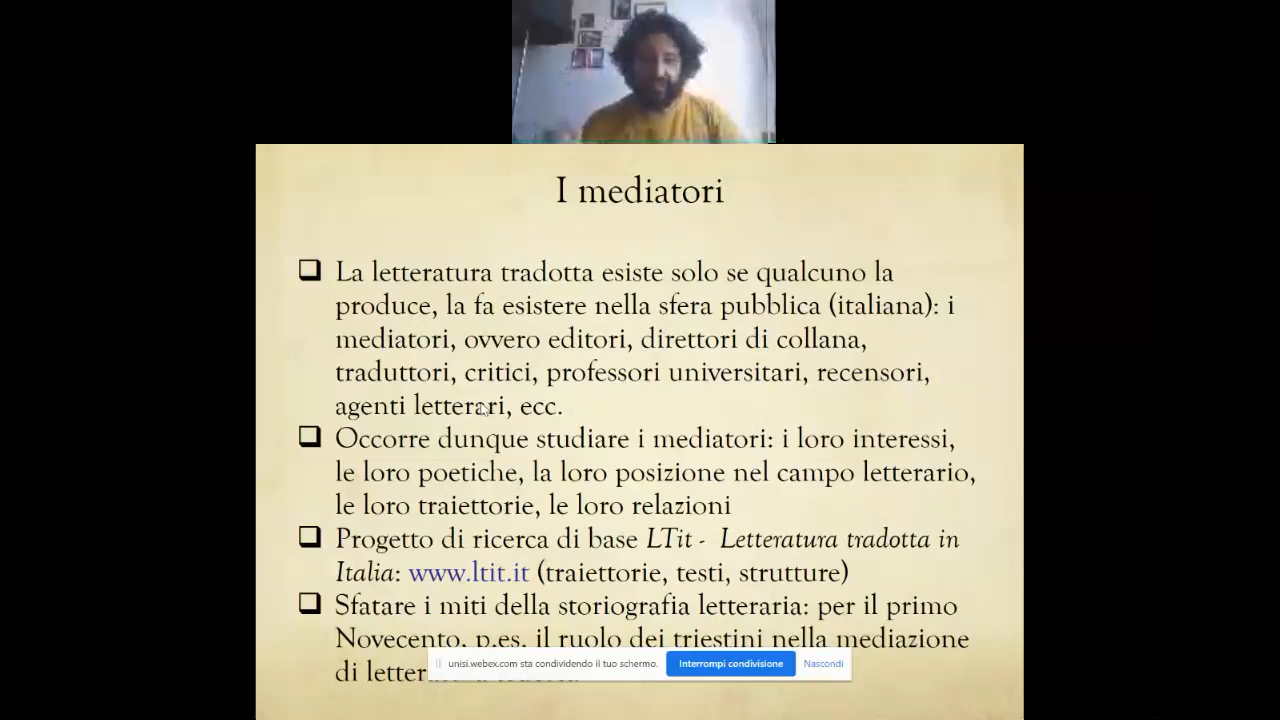 I mediatori
La letteratura tradotta esiste solo se qualcuno la
produce, la fa esistere nella sfera pubblica (italiana): i
mediatori, ovvero editori, direttori di collana,
traduttori, critici, professori universitari, recensori,
agenti letterari, ecc.
Occorre dunque studiare i mediatori: i loro interessi,
le loro poetiche, la loro posizione nel campo letterario,
le loro traiettorie, le loro relazioni
Progetto di ricerca di base LTit - Letteratura tradotta in
Italia: www.ltit.it (traiettorie, testi, strutture)
Sfatare i miti della storiografia letteraria: per il primo
Novecento, p.es. il ruolo dei triestini nella mediazione
di
unisi.webex.com sta condividendo il tuo schermo. Interrompi condivisione Nascondi